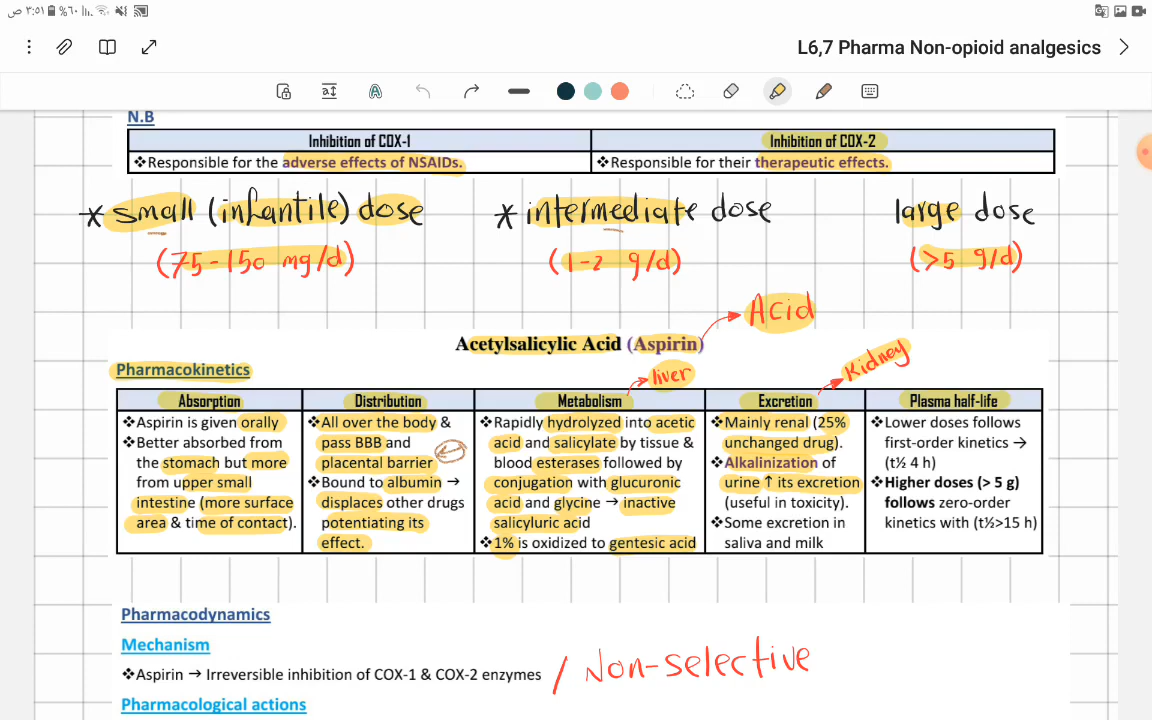 ٣:٥١ ص ٦٠%
L6,7 Pharma Non-opioid analgesics
N.B
Inhibition of COX-1
Inhibition of COX-2
❖Responsible for the adverse effects of NSAIDs.
❖Responsible for their therapeutic effects.
* small (infantile) dose
* intermediate dose
large dose
(75-150 mg/d)
(1-2 g/d)
(>5 g/d)
Acid
Acetylsalicylic Acid (Aspirin)
Pharmacokinetics
liver
Kidney
Absorption
Distribution
Metabolism
Excretion
Plasma half-life
❖Aspirin is given orally
❖Better absorbed from
the stomach but more
from upper small
intestine (more surface
area & time of contact).
❖All over the body &
pass BBB and
placental barrier
❖Bound to albumin →
displaces other drugs
potentiating its
effect.
❖Rapidly hydrolyzed into acetic
acid and salicylate by tissue &
blood esterases followed by
conjugation with glucuronic
acid and glycine → inactive
salicyluric acid
❖1% is oxidized to gentesic acid
❖Mainly renal (25%
unchanged drug).
❖Alkalinization of
urine ↑ its excretion
(useful in toxicity).
❖Some excretion in
saliva and milk
❖Lower doses follows
first-order kinetics →
(t½ 4 h)
❖Higher doses (> 5 g)
follows zero-order
kinetics with (t½>15 h)
Pharmacodynamics
Mechanism
❖Aspirin → Irreversible inhibition of COX-1 & COX-2 enzymes / Non-selective
Pharmacological actions